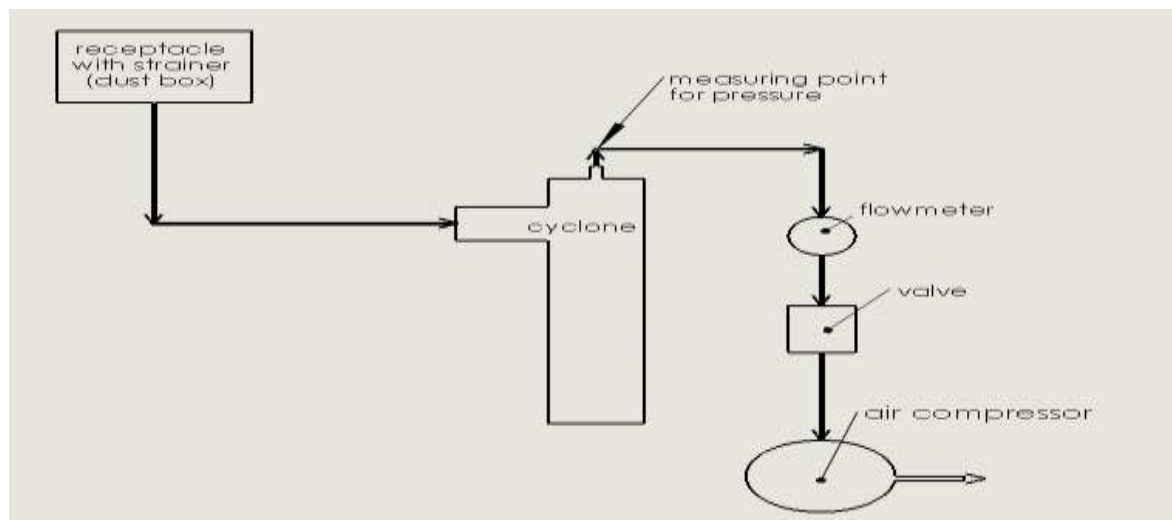 receptacle
with strainer
(dust box)
measuring point
for pressure
cyclone
flowmeter
valve
air compressor